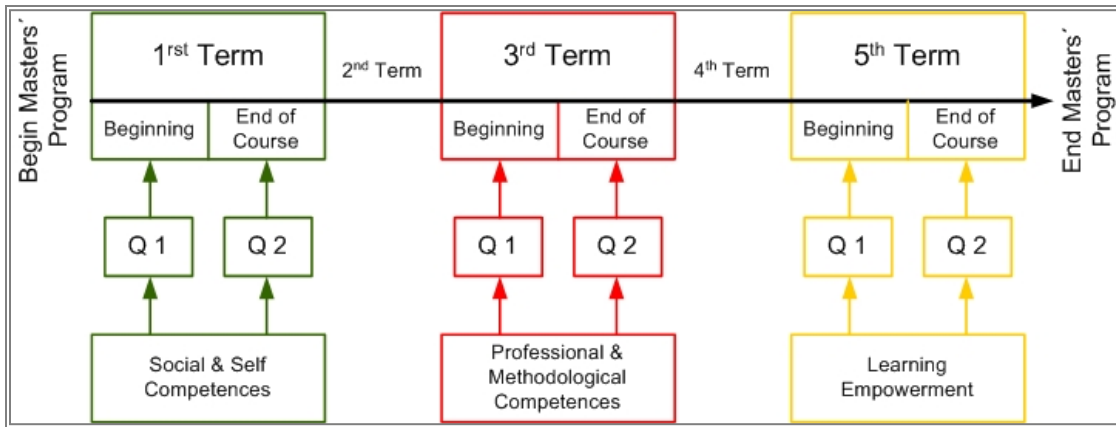 Begin Masters´
Program
1rst Term
2nd Term
3rd Term
4th Term
5th Term
End Masters´
Program
Beginning
End of
Course
Beginning
End of
Course
Beginning
End of
Course
Q 1
Q 2
Q 1
Q 2
Q 1
Q 2
Social & Self
Competences
Professional &
Methodological
Competences
Learning
Empowerment